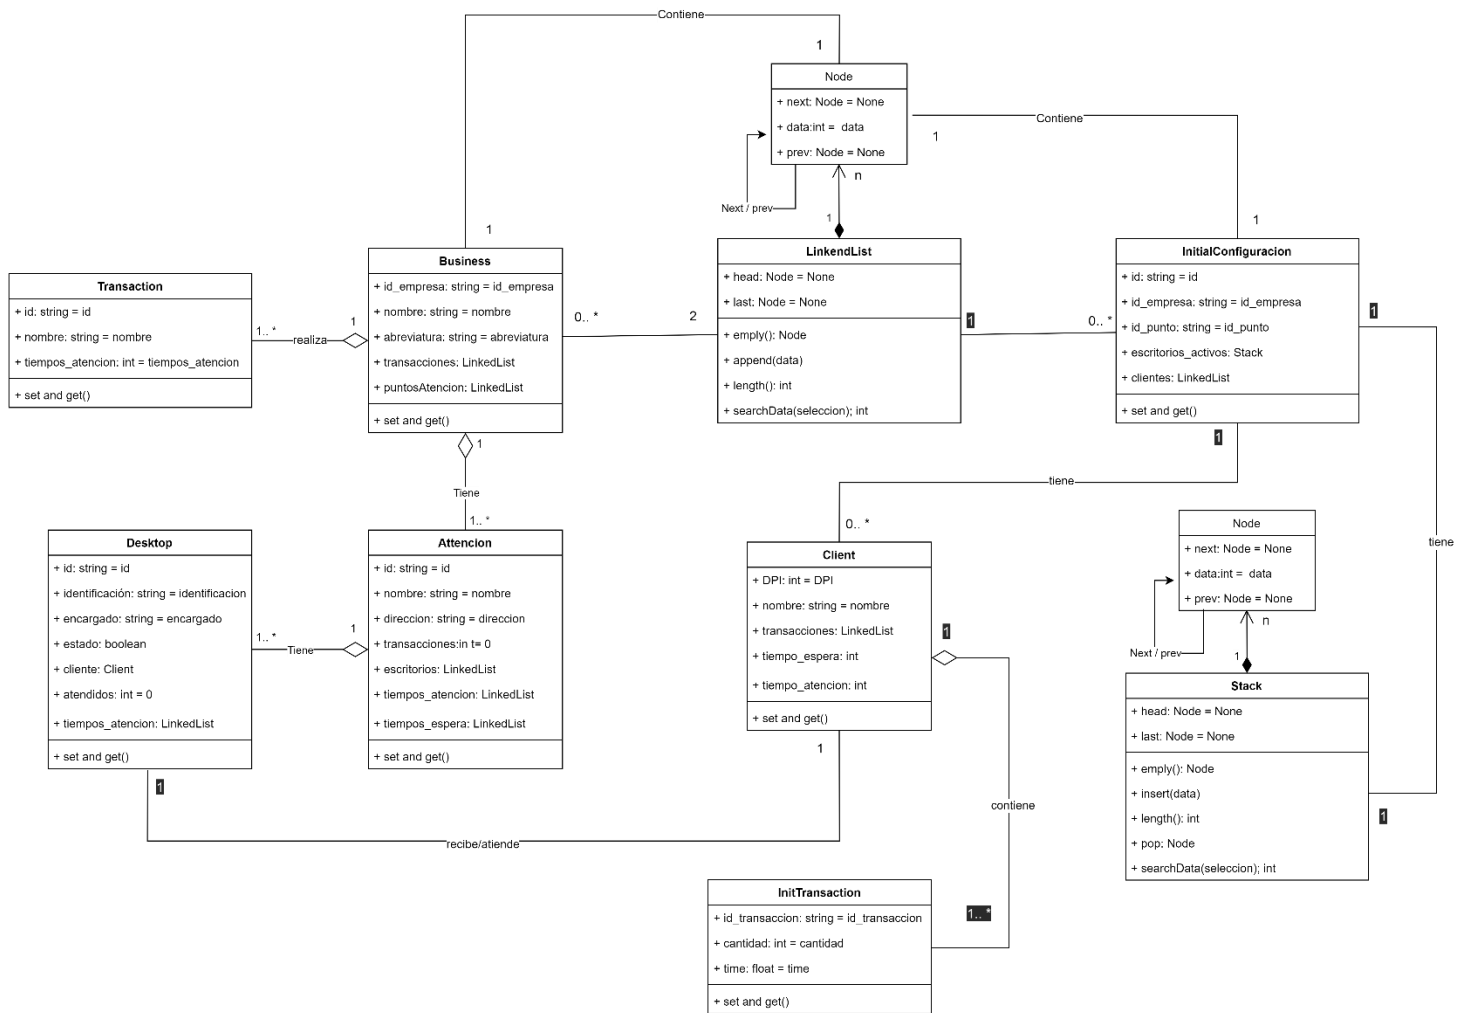 Contiene
1
Node
+ next: Node = None
+ data:int =  data
+ prev: Node = None
Next / prev
n
1
Contiene
1
1
1
Transaction
+ id: string = id
+ nombre: string = nombre
+ tiempos_atencion: int = tiempos_atencion
+ set and get()
1.. *
realiza
1
Business
+ id_empresa: string = id_empresa
+ nombre: string = nombre
+ abreviatura: string = abreviatura
+ transacciones: LinkedList
+ puntosAtencion: LinkedList
+ set and get()
0.. *
2
LinkendList
+ head: Node = None
+ last: Node = None
+ emply(): Node
+ append(data)
+ length(): int
+ searchData(seleccion); int
1
0.. *
InitialConfiguracion
+ id: string = id
+ id_empresa: string = id_empresa
+ id_punto: string = id_punto
+ escritorios_activos: Stack
+ clientes: LinkedList
+ set and get()
1
1
1
Tiene
1.. *
tiene
0.. *
tiene
Desktop
+ id: string = id
+ identificación: string = identificacion
+ encargado: string = encargado
+ estado: boolean
+ cliente: Client
+ atendidos: int = 0
+ tiempos_atencion: LinkedList
+ set and get()
1.. *
Tiene
1
Attencion
+ id: string = id
+ nombre: string = nombre
+ direccion: string = direccion
+ transacciones:in t= 0
+ escritorios: LinkedList
+ tiempos_atencion: LinkedList
+ tiempos_espera: LinkedList
+ set and get()
Client
+ DPI: int = DPI
+ nombre: string = nombre
+ transacciones: LinkedList
+ tiempo_espera: int
+ tiempo_atencion: int
+ set and get()
1
1
1
recibe/atiende
contiene
1.. *
Node
+ next: Node = None
+ data:int =  data
+ prev: Node = None
Next / prev
n
1
Stack
+ head: Node = None
+ last: Node = None
+ emply(): Node
+ insert(data)
+ length(): int
+ pop: Node
+ searchData(seleccion); int
1
InitTransaction
+ id_transaccion: string = id_transaccion
+ cantidad: int = cantidad
+ time: float = time
+ set and get()